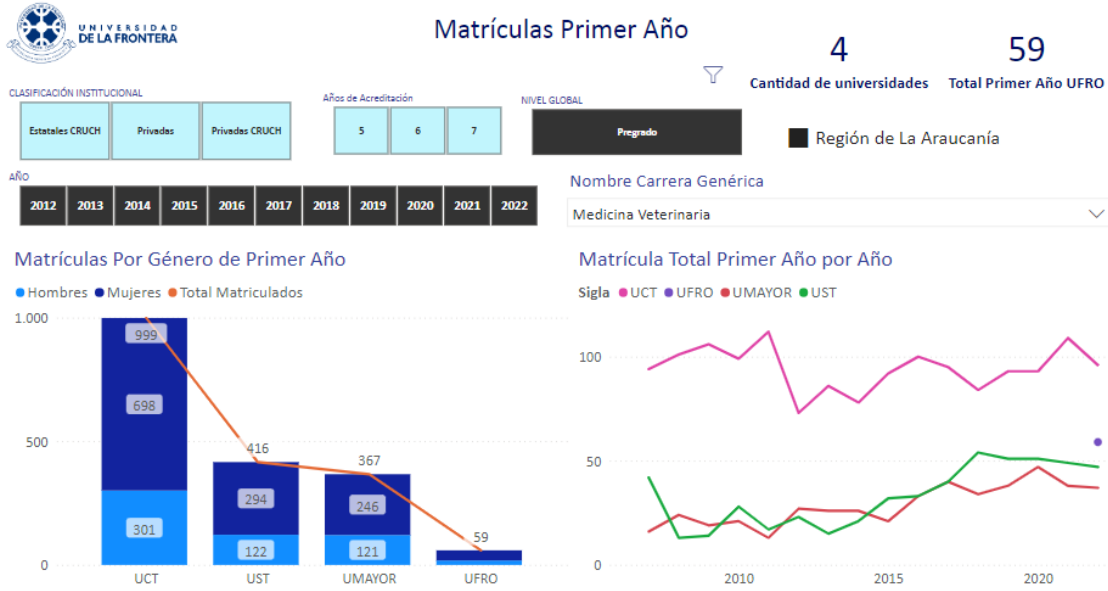 UNIVERSIDAD
DE LA FRONTERA
Matrículas Primer Año
4
Cantidad de universidades
59
Total Primer Año UFRO
CLASIFICACIÓN INSTITUCIONAL
Estatales CRUCH
Privadas
Privadas CRUCH
Años de Acreditación
5
6
7
NIVEL GLOBAL
Pregrado
Región de La Araucanía
AÑO
2012
2013
2014
2015
2016
2017
2018
2019
2020
2021
2022
Nombre Carrera Genérica
Medicina Veterinaria
Matrículas Por Género de Primer Año
Hombres Mujeres Total Matriculados
1.000
500
0
999
698
301
416
294
122
367
246
121
59
UCT
UST
UMAYOR
UFRO
Matrícula Total Primer Año por Año
Sigla UCT UFRO UMAYOR UST
100
50
0
2010
2015
2020